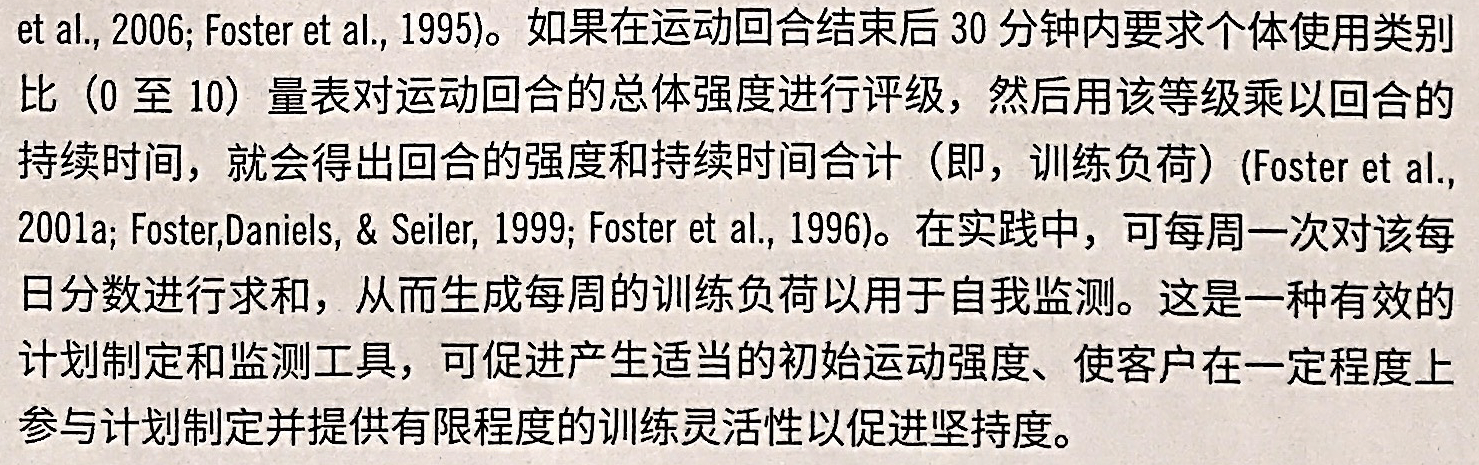 et al., 2006; Foster et al., 1995)。如果在运动回合结束后 30 分钟内要求个体使用类别
比（0 至 10）量表对运动回合的总体强度进行评级，然后用该等级乘以回合的
持续时间，就会得出回合的强度和持续时间合计（即，训练负荷）(Foster et al.,
2001a; Foster,Daniels, & Seiler, 1999; Foster et al., 1996)。在实践中，可每周一次对该每
日分数进行求和，从而生成每周的训练负荷以用于自我监测。这是一种有效的
计划制定和监测工具，可促进产生适当的初始运动强度、使客户在一定程度上
参与计划制定并提供有限程度的训练灵活性以促进坚持度。